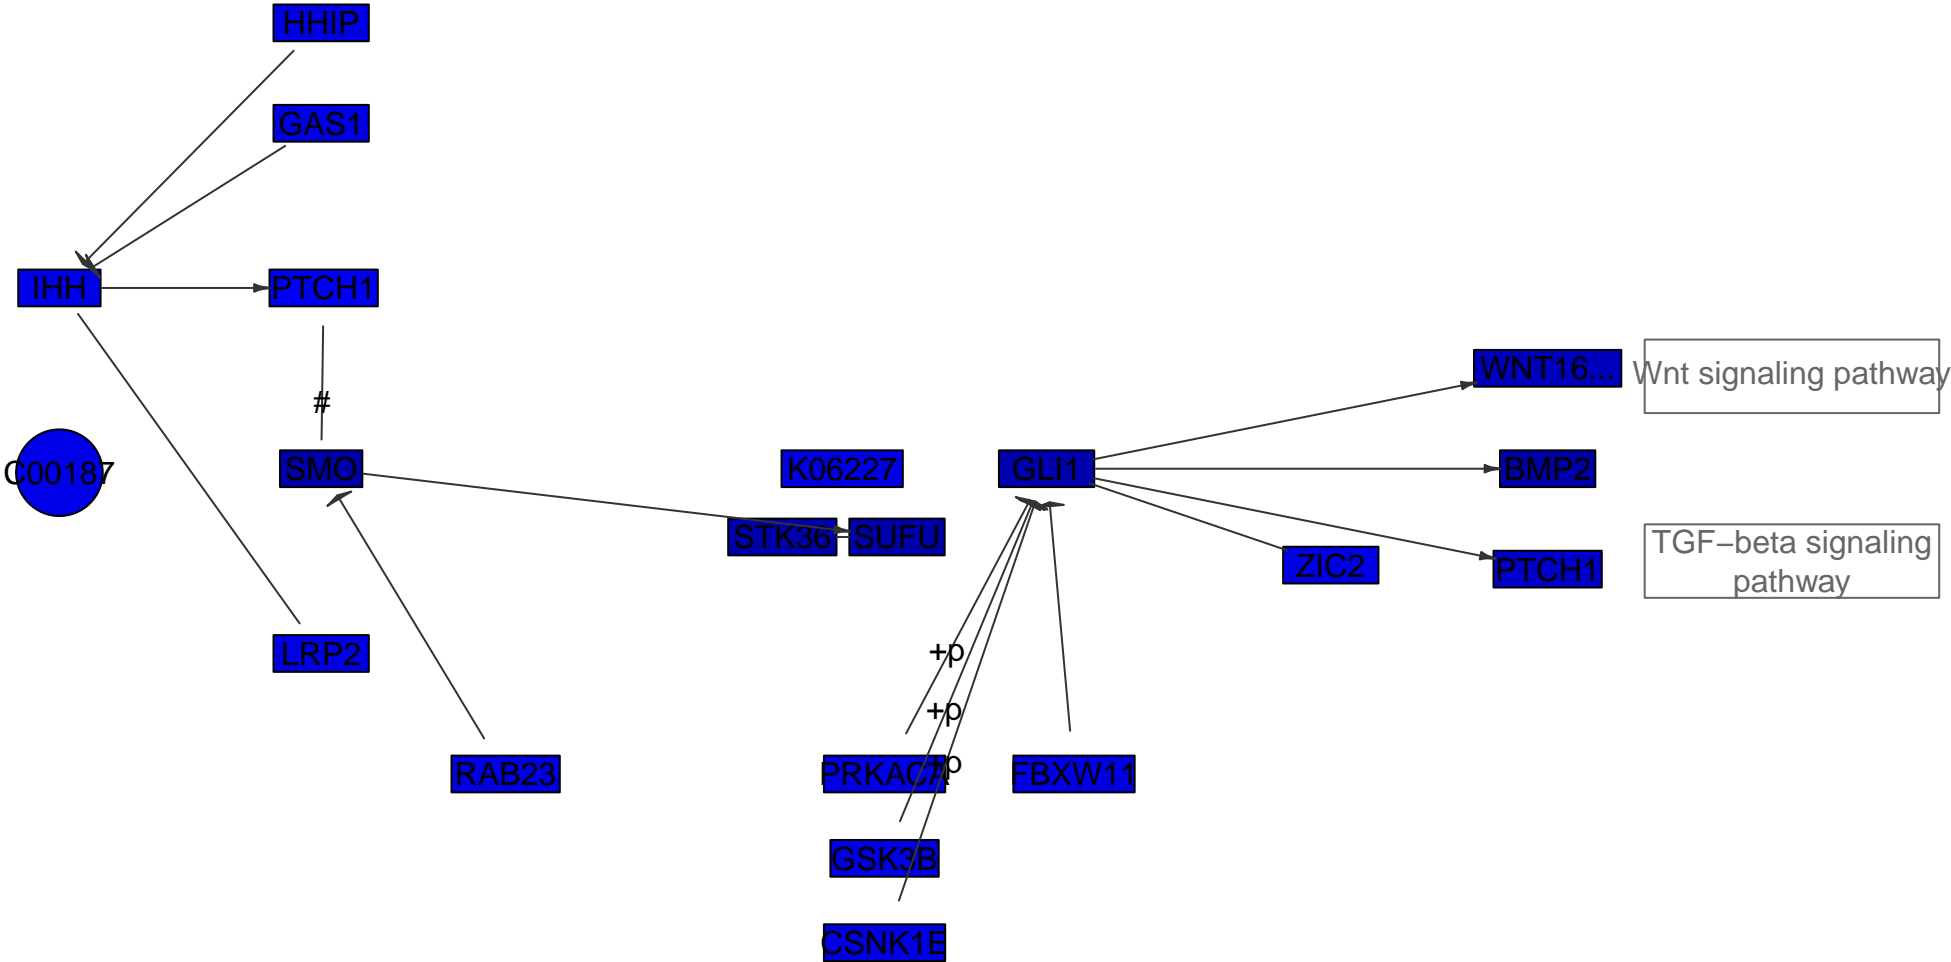 HHIP
GAS1
IHH
PTCH1
WNT16...
Wnt signaling pathway
#
C00187
SMO
K06227
GLI1
BMP2
STK36
SUFU
ZIC2
PTCH1
TGF−beta signaling
pathway
LRP2
+p
+p
+p
RAB23
PRKACA
FBXW11
GSK3B
CSNK1E